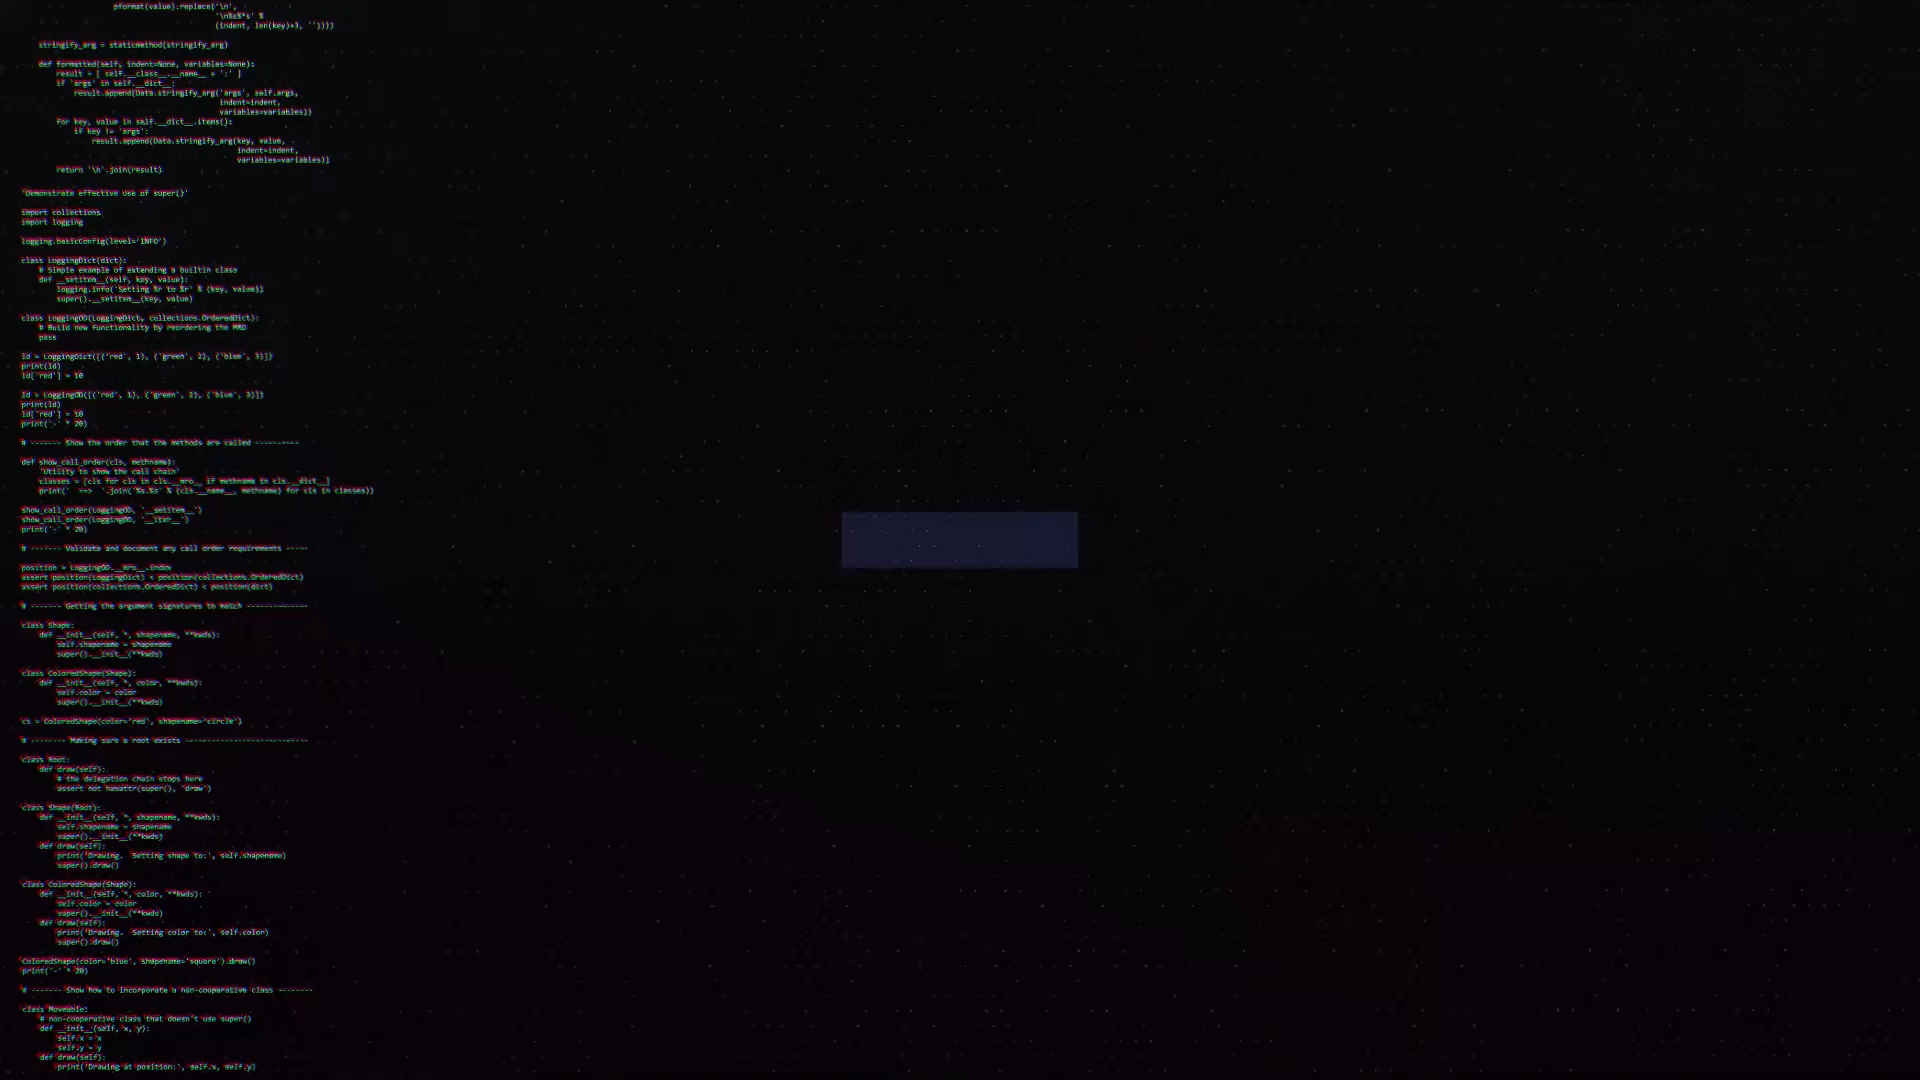 pformat(value).replace('\n',
'\n%s%*s' %
(indent, len(key)+3, ''))))
stringify_arg = staticmethod(stringify_arg)
def formatted(self, indent=None, variables=None):
result = [ self.__class__.__name__ + ':' ]
if 'args' in self.__dict__:
result.append(Data.stringify_arg('args', self.args,
indent=indent,
variables=variables))
for key, value in self.__dict__.items():
if key != 'args':
result.append(Data.stringify_arg(key, value,
indent=indent,
variables=variables))
return '\n'.join(result)
'Demonstrate effective use of super()'
import collections
import logging
logging.basicConfig(level='INFO')
class LoggingDict(dict):
# Simple example of extending a builtin class
def __setitem__(self, key, value):
logging.info('Setting %r to %r' % (key, value))
super().__setitem__(key, value)
class LoggingOD(LoggingDict, collections.OrderedDict):
# Build new functionality by reordering the MRO
pass
ld = LoggingDict([('red', 1), ('green', 2), ('blue', 3)])
print(ld)
ld['red'] = 10
ld = LoggingOD([('red', 1), ('green', 2), ('blue', 3)])
print(ld)
ld['red'] = 10
print('-' * 20)
# ------- Show the order that the methods are called ----------
def show_call_order(cls, methname):
'Utility to show the call chain'
classes = [cls for cls in cls.__mro__ if methname in cls.__dict__]
print('  ==>  '.join('%s.%s' % (cls.__name__, methname) for cls in classes))
show_call_order(LoggingOD, '__setitem__')
show_call_order(LoggingOD, '__iter__')
print('-' * 20)
# ------- Validate and document any call order requirements -----
position = LoggingOD.__mro__.index
assert position(LoggingDict) < position(collections.OrderedDict)
assert position(collections.OrderedDict) < position(dict)
# ------- Getting the argument signatures to match --------------
class Shape:
def __init__(self, *, shapename, **kwds):
self.shapename = shapename
super().__init__(**kwds)
class ColoredShape(Shape):
def __init__(self, *, color, **kwds):
self.color = color
super().__init__(**kwds)
cs = ColoredShape(color='red', shapename='circle')
# -------- Making sure a root exists ----------------------------
class Root:
def draw(self):
# the delegation chain stops here
assert not hasattr(super(), 'draw')
class Shape(Root):
def __init__(self, *, shapename, **kwds):
self.shapename = shapename
super().__init__(**kwds)
def draw(self):
print('Drawing.  Setting shape to:', self.shapename)
super().draw()
class ColoredShape(Shape):
def __init__(self, *, color, **kwds):
self.color = color
super().__init__(**kwds)
def draw(self):
print('Drawing.  Setting color to:', self.color)
super().draw()
ColoredShape(color='blue', shapename='square').draw()
print('-' * 20)
# ------- Show how to incorporate a non-cooperative class --------
class Moveable:
# non-cooperative class that doesn't use super()
def __init__(self, x, y):
self.x = x
self.y = y
def draw(self):
print('Drawing at position:', self.x, self.y)